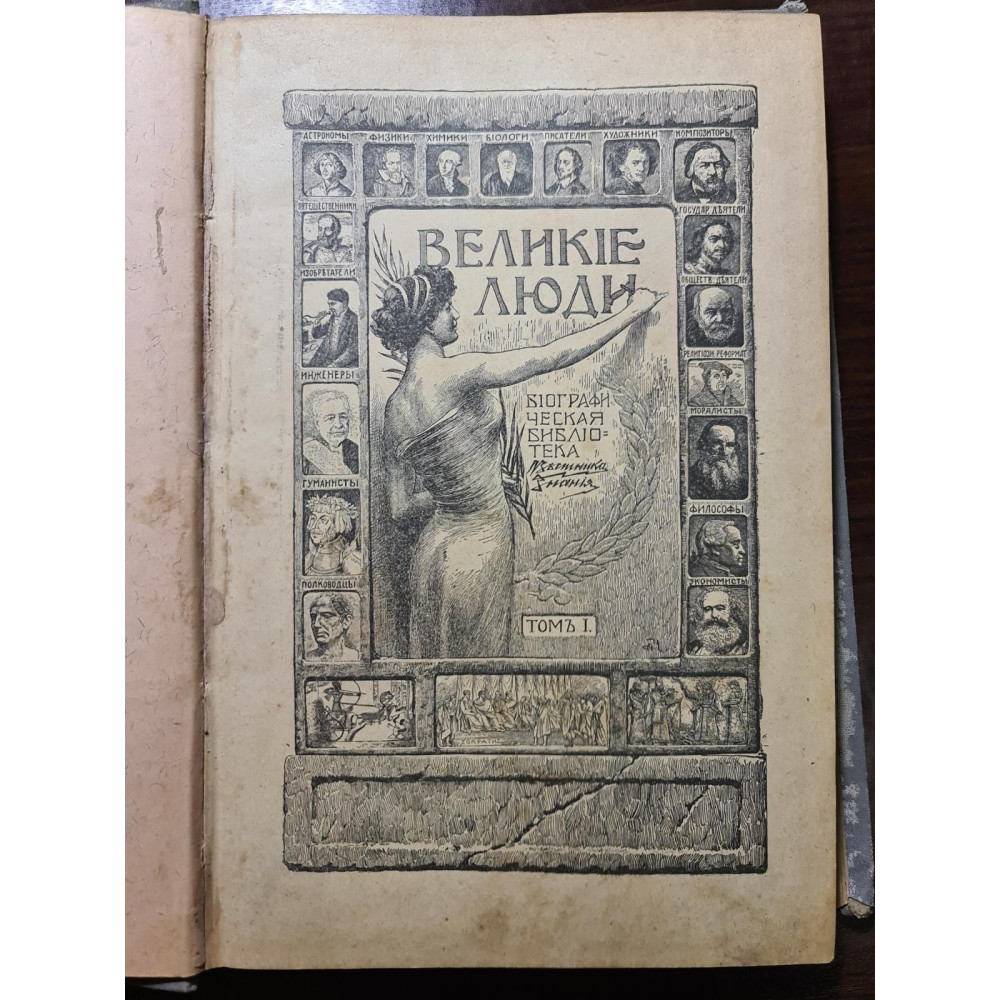 АСТРОНОМЫ ФИЗИКИ ХИМИКИ БІОЛОГИ ПИСАТЕЛИ ХУДОЖНИКИ КОМПОЗИТОРЫ
ПУТЕШЕСТВЕННИКИ
ГОСУДАР. ДѢЯТЕЛИ
ИЗОБРѢТАТЕЛИ
ОБЩЕСТВ. ДѢЯТЕЛИ
РЕЛИГІОЗН. РЕФОРМАТ.
ИНЖЕНЕРЫ
МОРАЛИСТЫ
ГУМАНИСТЫ
ФИЛОСОФЫ
ПОЛКОВОДЦЫ
ЭКОНОМИСТЫ
ВЕЛИКІЕ
ЛЮДИ
БІОГРАФИ
ЧЕСКАЯ
БИБЛІО=
ТЕКА
Вѣстника
Знанія
ТОМЪ I.
СОКРАТЪ